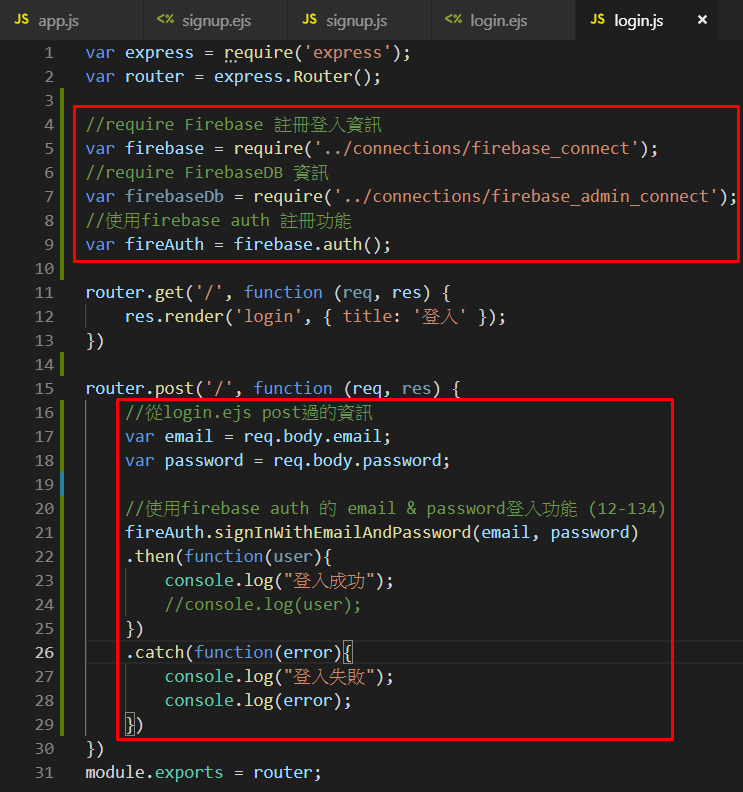 JS app.js <%> signup.ejs JS signup.js <%> login.ejs JS login.js ×
1 var express = require('express');
2 var router = express.Router();
3
4 //require Firebase 註冊登入資訊
5 var firebase = require('../connections/firebase_connect');
6 //require FirebaseDB 資訊
7 var firebaseDb = require('../connections/firebase_admin_connect');
8 //使用firebase auth 註冊功能
9 var fireAuth = firebase.auth();
10
11 router.get('/', function (req, res) {
12 res.render('login', { title: '登入' });
13 })
14
15 router.post('/', function (req, res) {
16 //從login.ejs post過的資訊
17 var email = req.body.email;
18 var password = req.body.password;
19
20 //使用firebase auth 的 email & password登入功能 (12-134)
21 fireAuth.signInWithEmailAndPassword(email, password)
22 .then(function(user){
23 console.log("登入成功");
24 //console.log(user);
25 })
26 .catch(function(error){
27 console.log("登入失敗");
28 console.log(error);
29 })
30 })
31 module.exports = router;